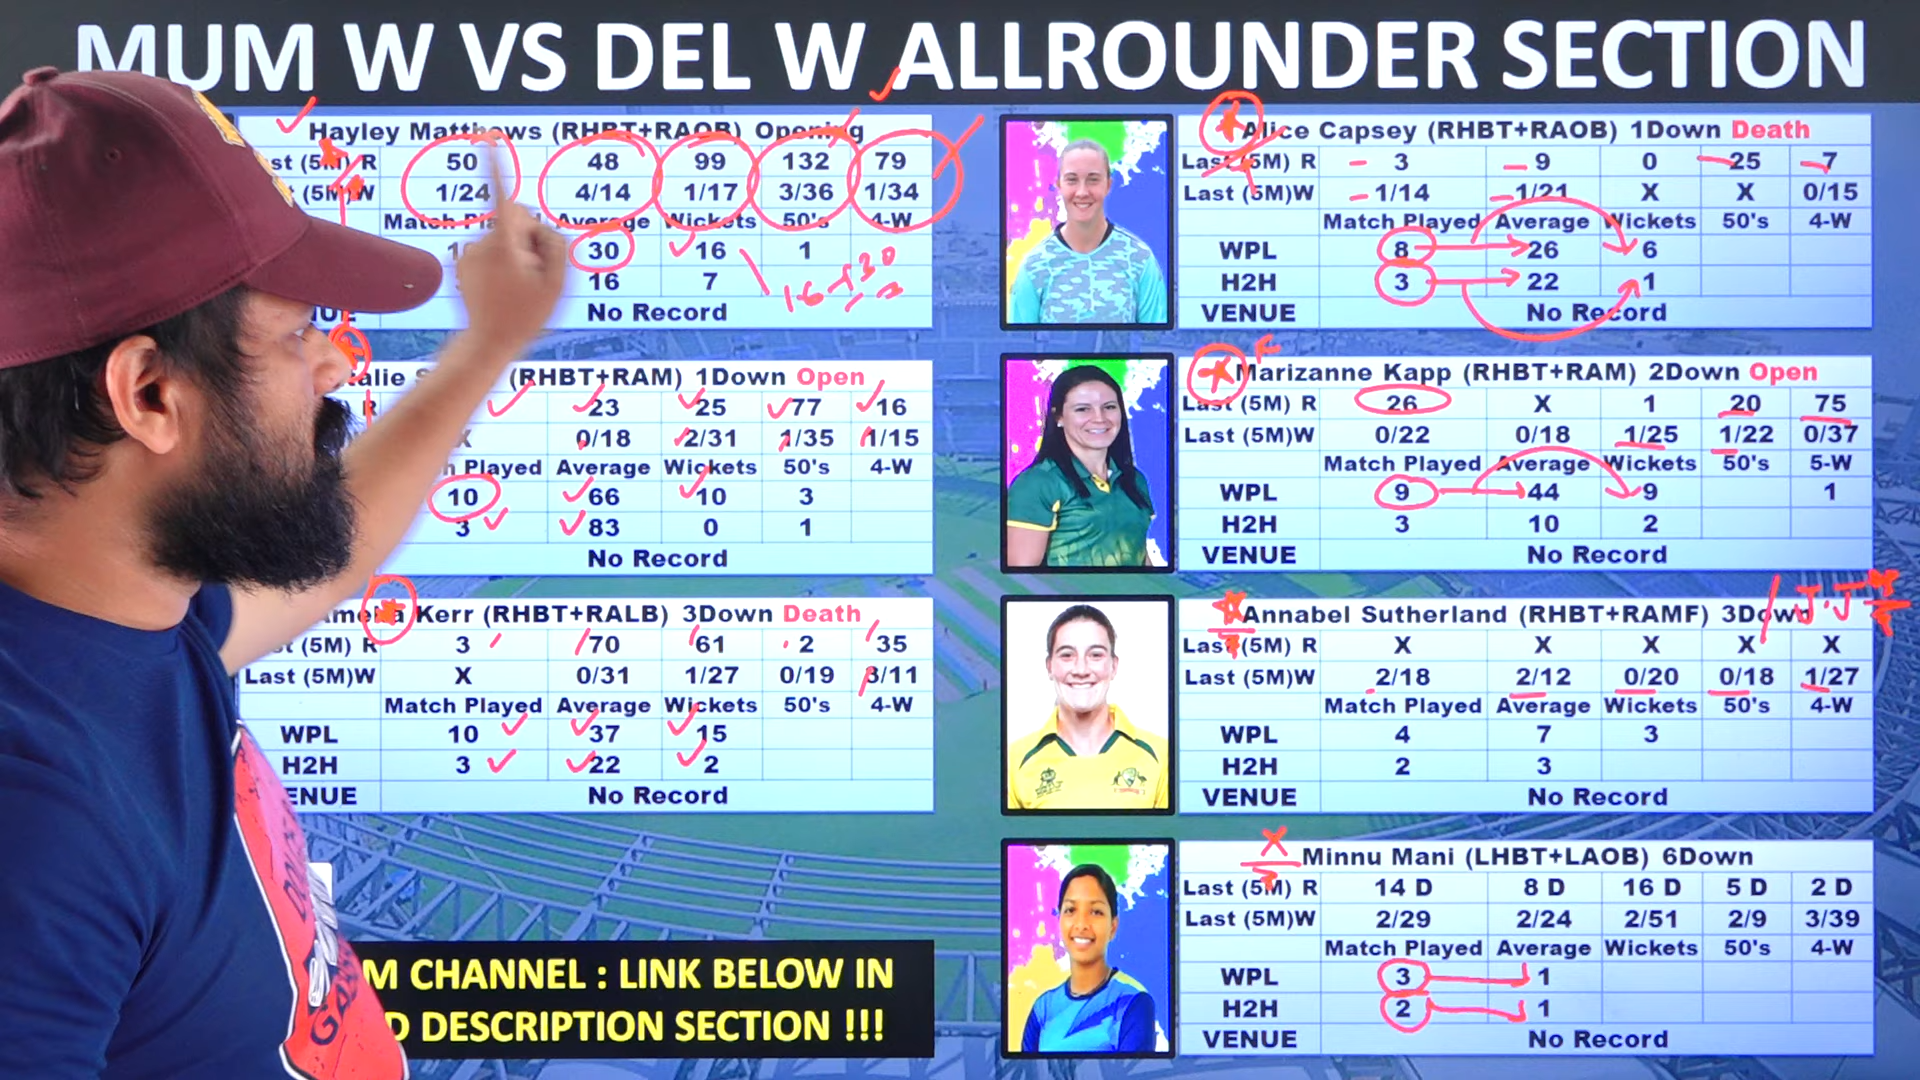 MUM W VS DEL W ALLROUNDER SECTION
Hayley Matthews (RHBT+RAOB) Opening
(5M) R 50 48 99 132 79
(5M)W 1/24 4/14 1/17 3/36 1/34
Average Wickets 50's 4-W
30 16 1
16 7
16 + 30
No Record
(RHBT+RAM) 1Down Open
R 23 25 77 16
X 0/18 2/31 1/35 1/15
Played Average Wickets 50's 4-W
10 66 10 3
3 83 0 1
No Record
Kerr (RHBT+RALB) 3Down Death
(5M) R 3 70 61 2 35
Last (5M)W X 0/31 1/27 0/19 3/11
Match Played Average Wickets 50's 4-W
WPL 10 37 15
H2H 3 22 2
No Record
CHANNEL : LINK BELOW IN
DESCRIPTION SECTION !!!
Alice Capsey (RHBT+RAOB) 1Down Death
Last (5M) R 3 9 0 25 7
Last (5M)W 1/14 1/21 X X 0/15
Match Played Average Wickets 50's 4-W
WPL 8 26 6
H2H 3 22 1
VENUE No Record
Marizanne Kapp (RHBT+RAM) 2Down Open
Last (5M) R 26 X 1 20 75
Last (5M)W 0/22 0/18 1/25 1/22 0/37
Match Played Average Wickets 50's 5-W
WPL 9 44 9 1
H2H 3 10 2
VENUE No Record
Annabel Sutherland (RHBT+RAMF) 3Down
J.J
Last (5M) R X X X X X
Last (5M)W 2/18 2/12 0/20 0/18 1/27
Match Played Average Wickets 50's 4-W
WPL 4 7 3
H2H 2 3
VENUE No Record
Minnu Mani (LHBT+LAOB) 6Down
Last (5M) R 14 D 8 D 16 D 5 D 2 D
Last (5M)W 2/29 2/24 2/51 2/9 3/39
Match Played Average Wickets 50's 4-W
WPL 3 1
H2H 2 1
VENUE No Record